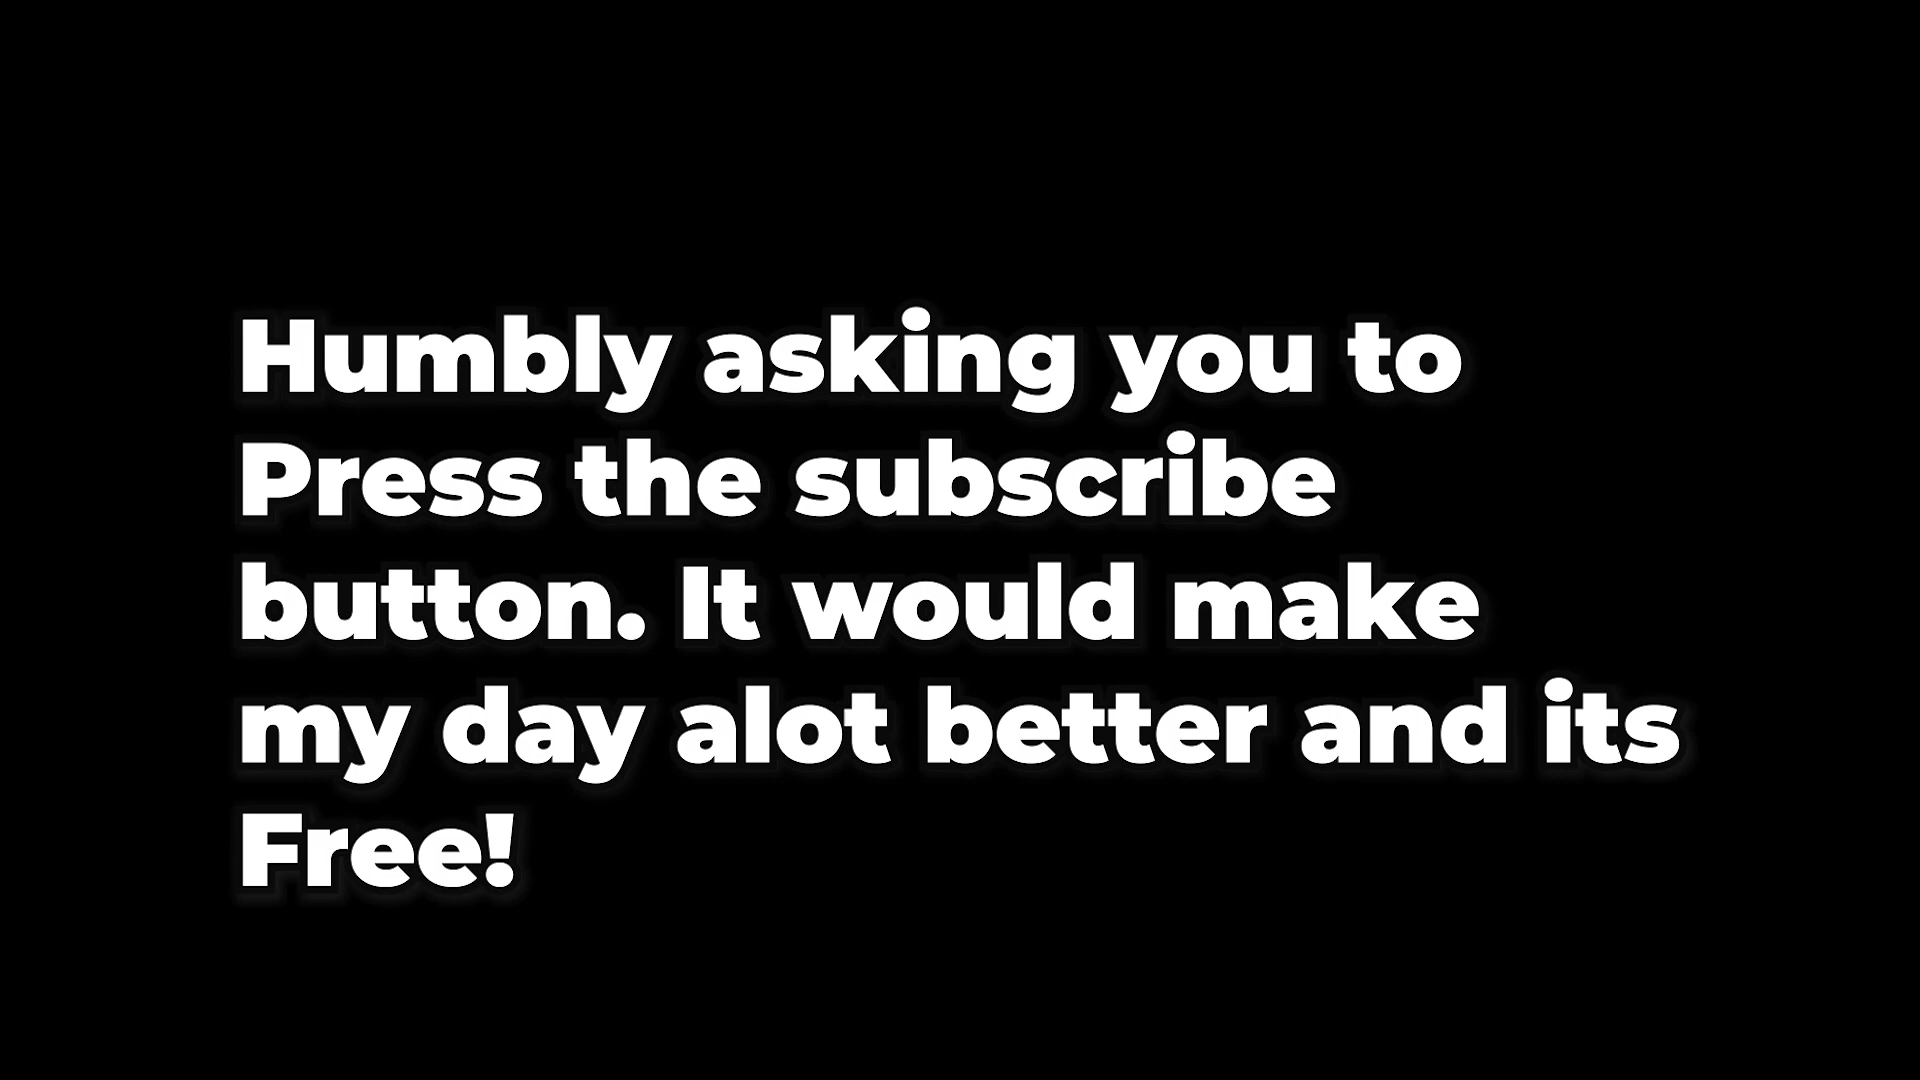 Humbly asking you to
Press the subscribe
button. It would make
my day alot better and its
Free!